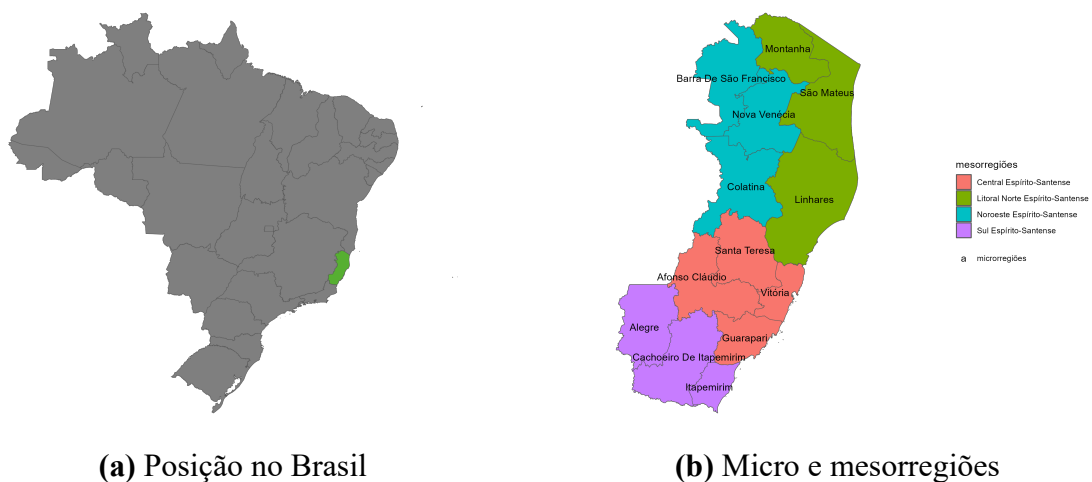 Montanha
Barra De São Francisco
São Mateus
Nova Venécia
Colatina
Linhares
Santa Teresa
Afonso Cláudio
Vitória
Alegre
Guarapari
Cachoeiro De Itapemirim
Itapemirim
mesorregiões
Central Espírito-Santense
Litoral Norte Espírito-Santense
Noroeste Espírito-Santense
Sul Espírito-Santense
a microrregiões
(a) Posição no Brasil
(b) Micro e mesorregiões